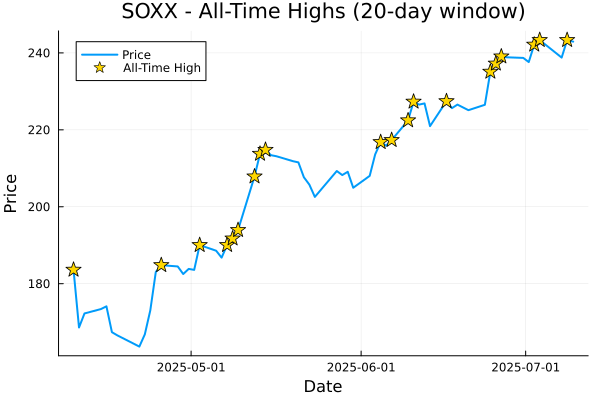 SOXX - All-Time Highs (20-day window)
Price
All-Time High
240
220
200
180
Price
2025-05-01
2025-06-01
2025-07-01
Date